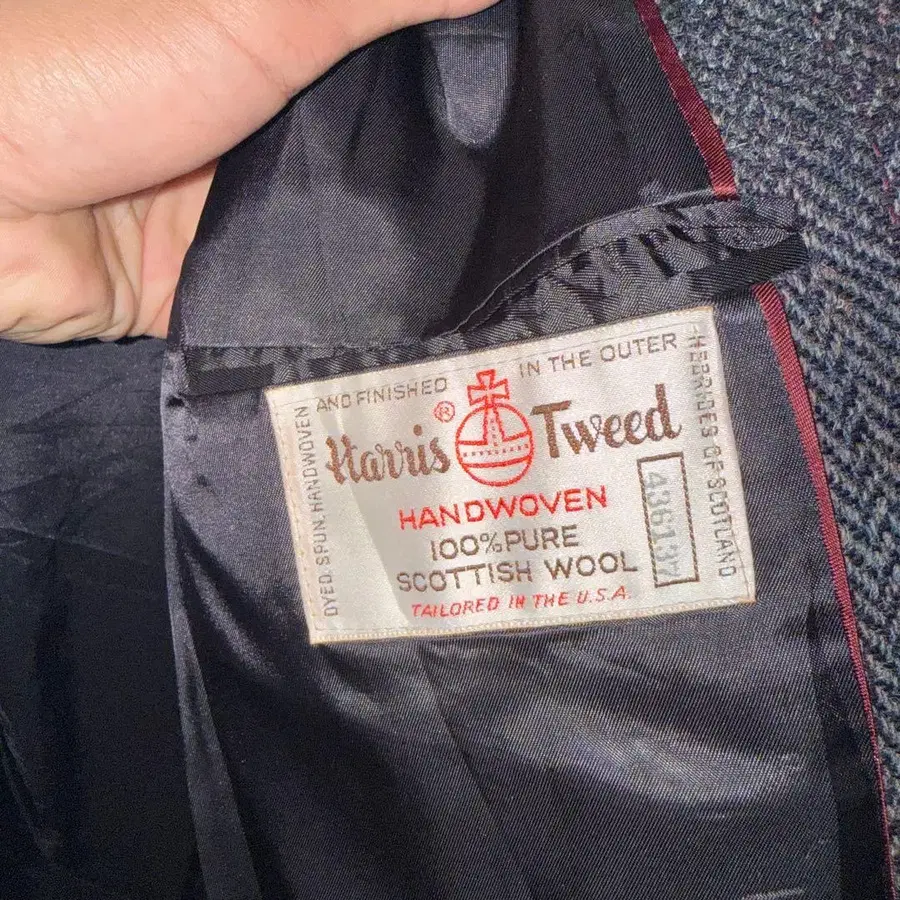 DYED, SPUN, HANDWOVEN
AND FINISHED IN THE OUTER
HEBRIDES OF SCOTLAND
Harris ® Tweed
HANDWOVEN
100% PURE
SCOTTISH WOOL
TAILORED IN THE U.S.A.
436137